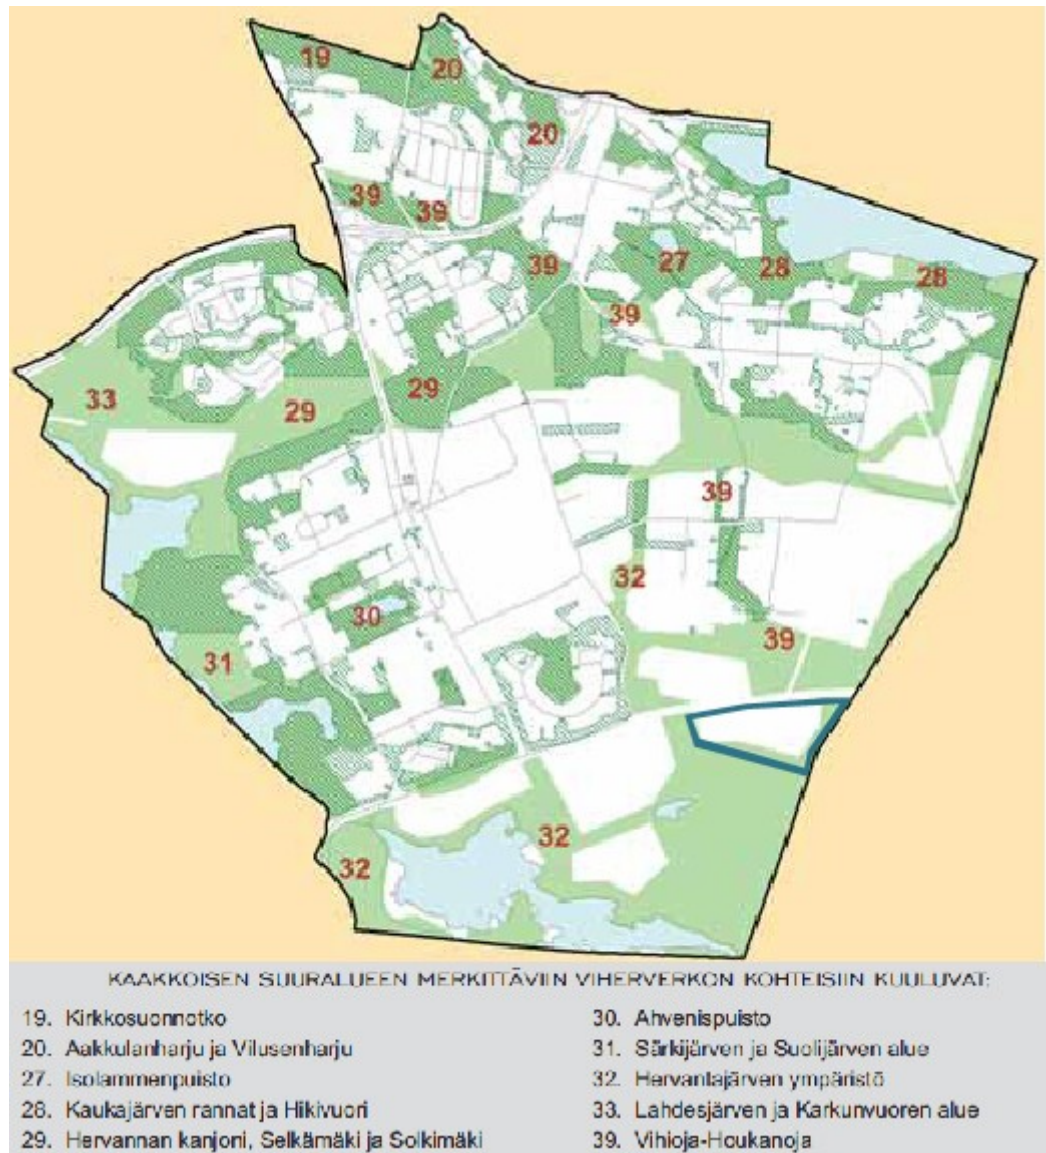 19
20
20
39
39
39
27
28
28
39
33
29
29
39
32
30
39
31
32
32
KAAKKOISEN SUURALUEEN MERKITTÄVIIN VIHERVERKON KOHTEISIIN KUULUVAT:
19. Kirkkosuonnotko
20. Aakkulanharju ja Vilusenharju
27. Isolammenpuisto
28. Kaukajärven rannat ja Hikivuori
29. Hervannan kanjoni, Selkämäki ja Solkimäki
30. Ahvenispuisto
31. Särkijärven ja Suolijärven alue
32. Hervantajärven ympäristö
33. Lahdesjärven ja Karkunvuoren alue
39. Vihioja-Houkanoja